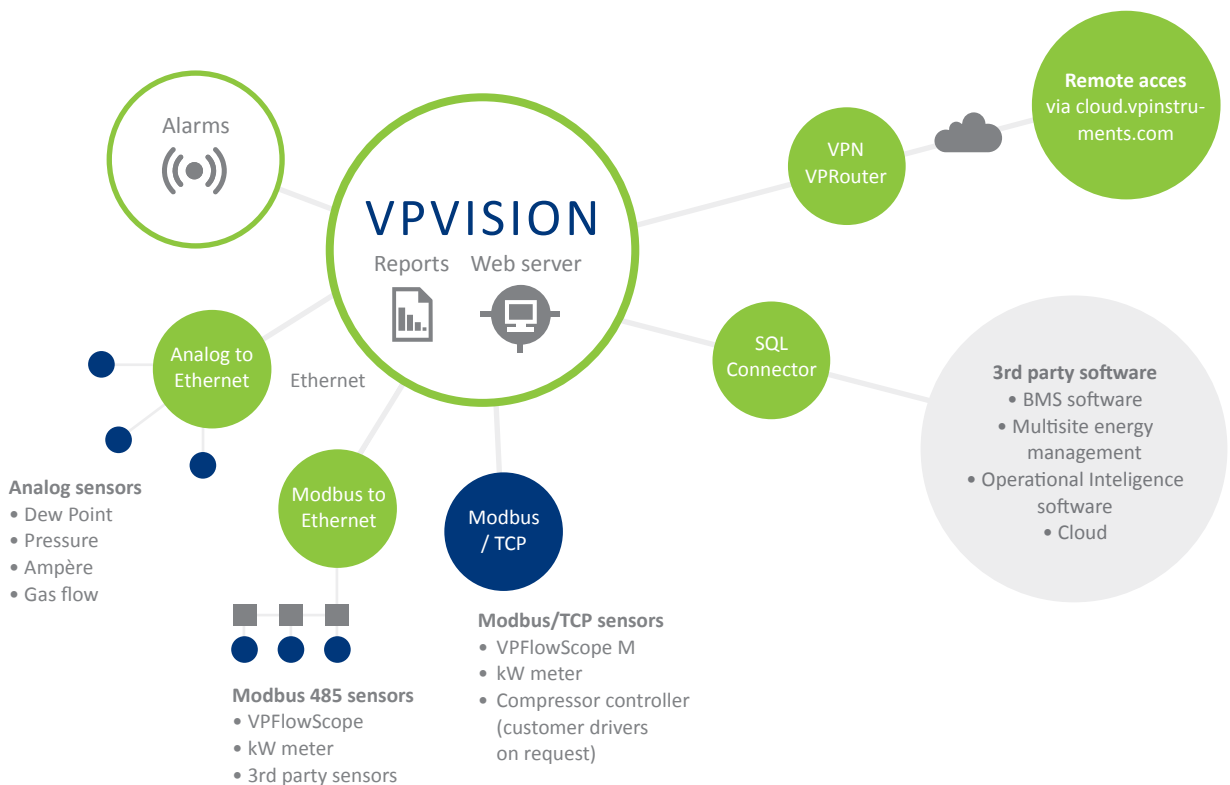 Alarms
VPVISION
Reports
Web server
VPN
VPRouter
Remote acces
via cloud.vpinstru-
ments.com
Analog to
Ethernet
Ethernet
SQL
Connector
3rd party software
• BMS software
• Multisite energy
management
• Operational Inteligence
software
• Cloud
Analog sensors
• Dew Point
• Pressure
• Ampère
• Gas flow
Modbus to
Ethernet
Modbus
/ TCP
Modbus 485 sensors
• VPFlowScope
• kW meter
• 3rd party sensors
Modbus/TCP sensors
• VPFlowScope M
• kW meter
• Compressor controller
(customer drivers
on request)